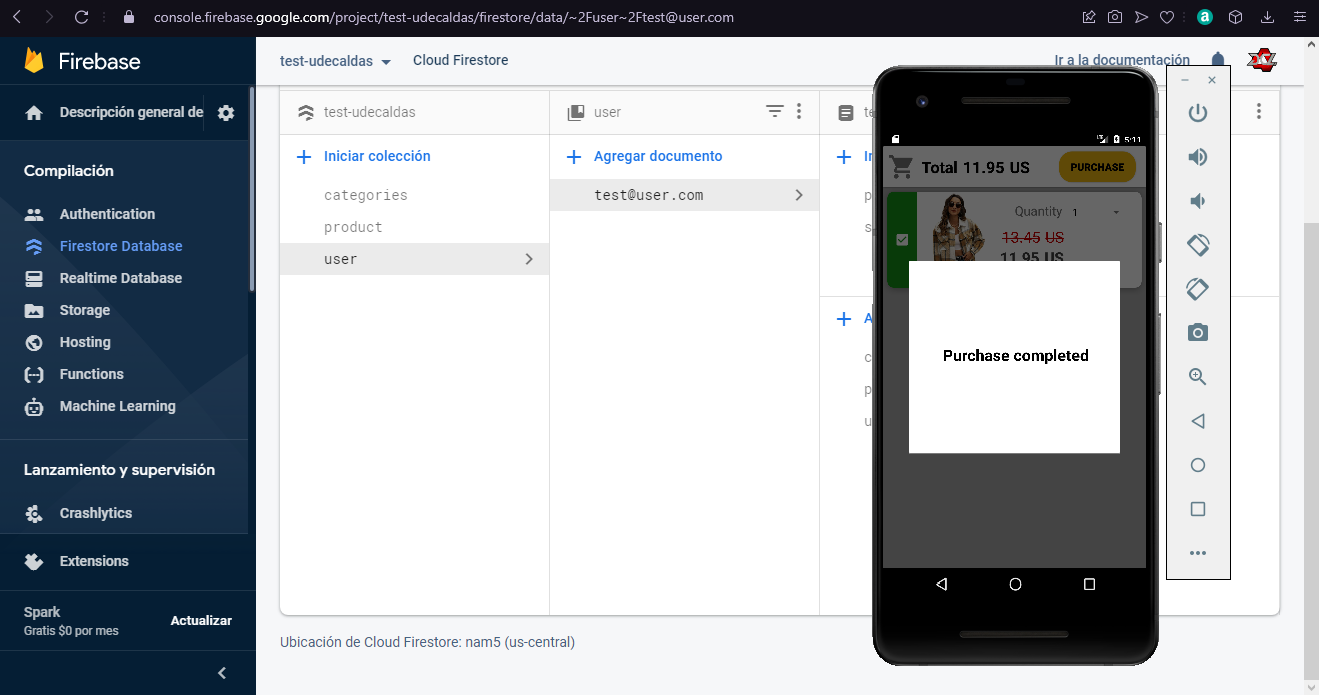 console.firebase.google.com/project/test-udecaldas/firestore/data/~2Fuser~2Ftest@user.com
Firebase
Descripción general de
Compilación
Authentication
Firestore Database
Realtime Database
Storage
Hosting
Functions
Machine Learning
Lanzamiento y supervisión
Crashlytics
Extensions
Spark
Gratis $0 por mes
Actualizar
test-udecaldas
Cloud Firestore
Ir a la documentación
test-udecaldas
Iniciar colección
categories
product
user
user
Agregar documento
test@user.com
Ubicación de Cloud Firestore: nam5 (us-central)
5:11
Total 11.95 US
PURCHASE
Quantity 1
13.45 US
11.95 US
Purchase completed